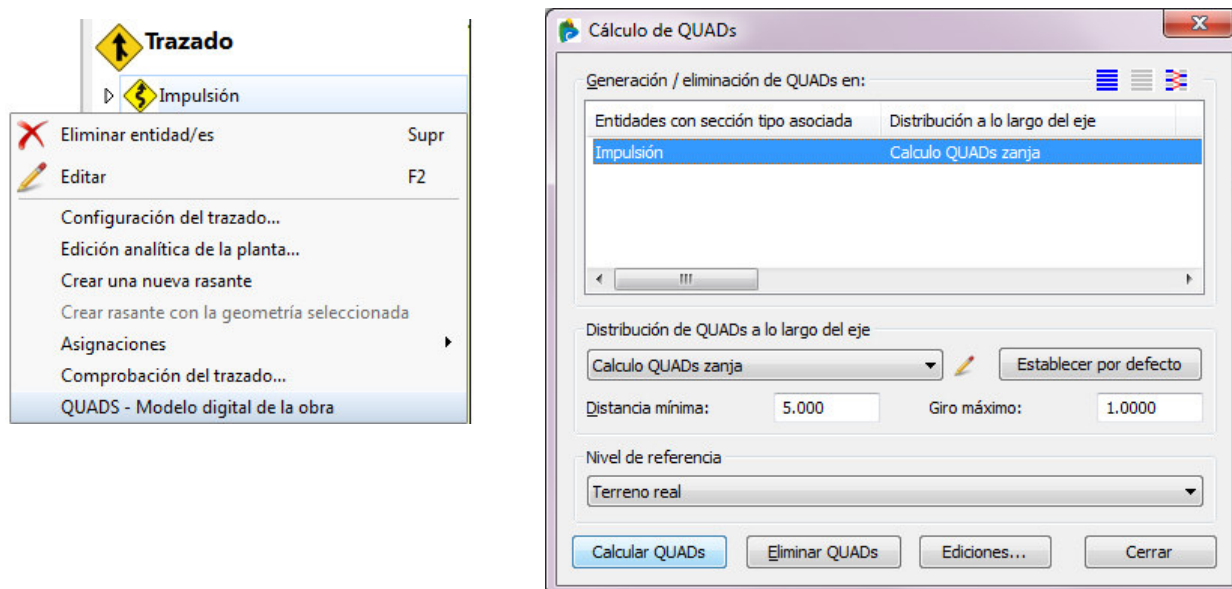 Trazado
Impulsión
Eliminar entidad/es Supr
Editar F2
Configuración del trazado...
Edición analítica de la planta...
Crear una nueva rasante
Crear rasante con la geometría seleccionada
Asignaciones
Comprobación del trazado...
QUADS - Modelo digital de la obra
Cálculo de QUADs
Generación / eliminación de QUADs en:
Entidades con sección tipo asociada Distribución a lo largo del eje
Impulsión Calculo QUADs zanja
Distribución de QUADs a lo largo del eje
Calculo QUADs zanja Establecer por defecto
Distancia mínima: 5.000 Giro máximo: 1.0000
Nivel de referencia
Terreno real
Calcular QUADs Eliminar QUADs Ediciones... Cerrar